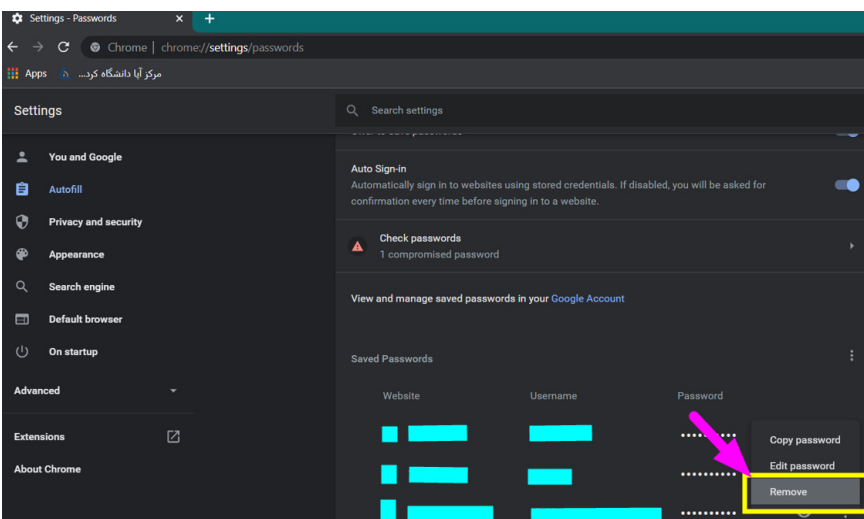 Settings - Passwords
Chrome | chrome://settings/passwords
Apps
مرکز آپا دانشگاه کرد...
Settings
Search settings
You and Google
Autofill
Privacy and security
Appearance
Search engine
Default browser
On startup
Advanced
Extensions
About Chrome
Auto Sign-in
Automatically sign in to websites using stored credentials. If disabled, you will be asked for
confirmation every time before signing in to a website.
Check passwords
1 compromised password
View and manage saved passwords in your Google Account
Saved Passwords
Website Username Password
••••••••••
Copy password
Edit password
••••••••••
Remove
••••••••••